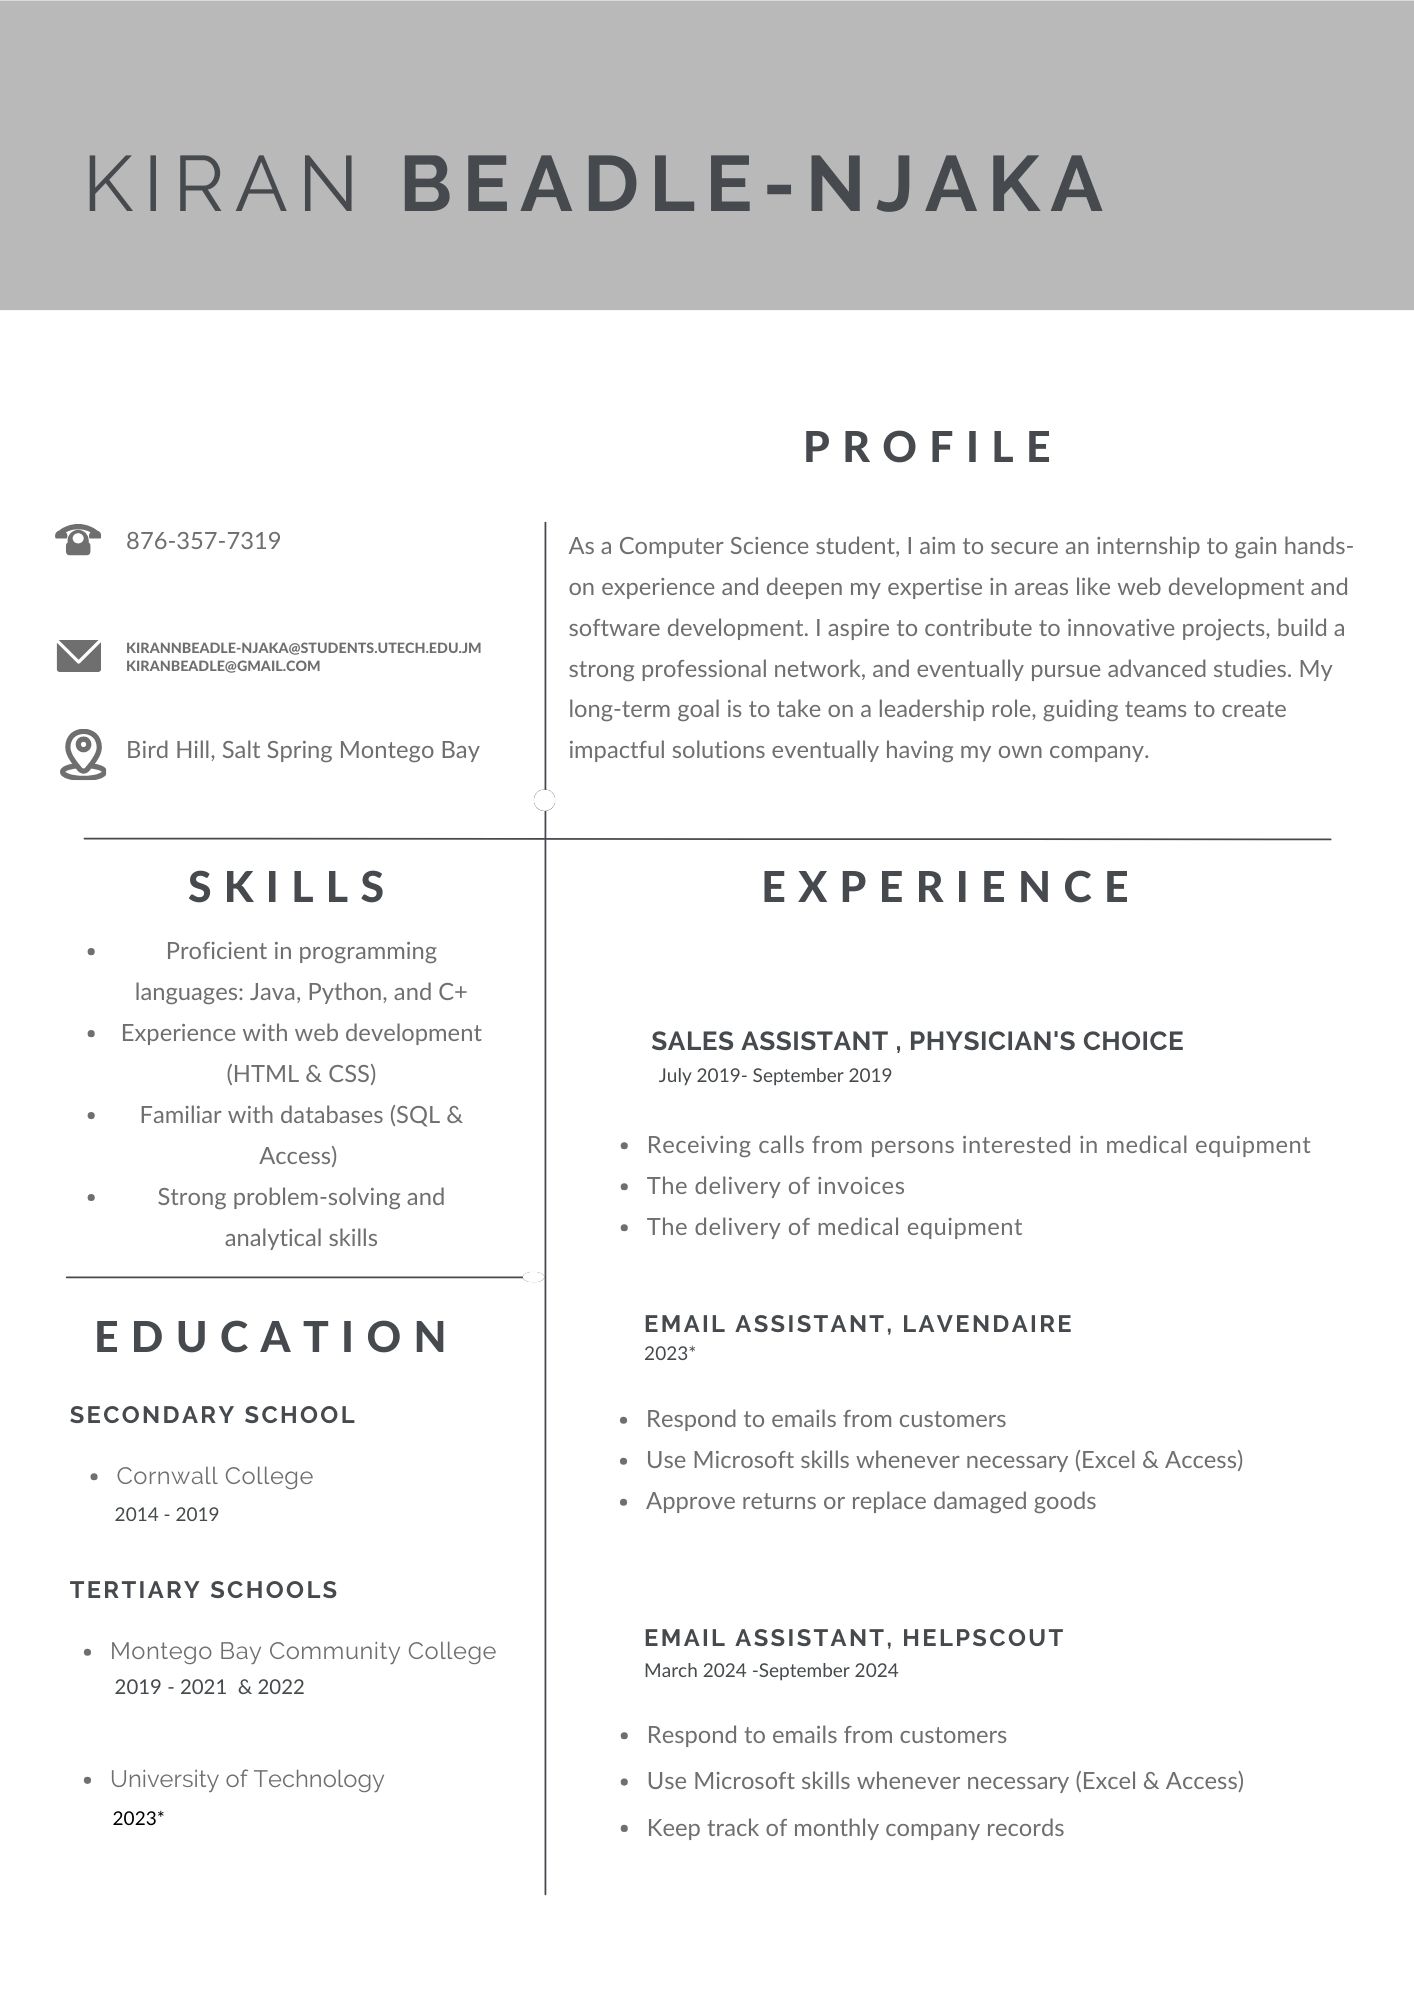 KIRAN BEADLE-NJAKA
PROFILE
876-357-7319
KIRANNBEADLE-NJAKA@STUDENTS.UTECH.EDU.JM
KIRANBEADLE@GMAIL.COM
Bird Hill, Salt Spring Montego Bay
As a Computer Science student, I aim to secure an internship to gain hands-
on experience and deepen my expertise in areas like web development and
software development. I aspire to contribute to innovative projects, build a
strong professional network, and eventually pursue advanced studies. My
long-term goal is to take on a leadership role, guiding teams to create
impactful solutions eventually having my own company.
SKILLS
• Proficient in programming
languages: Java, Python, and C+
• Experience with web development
(HTML & CSS)
• Familiar with databases (SQL &
Access)
• Strong problem-solving and
analytical skills
EDUCATION
SECONDARY SCHOOL
• Cornwall College
2014 - 2019
TERTIARY SCHOOLS
• Montego Bay Community College
2019 - 2021 & 2022
• University of Technology
2023*
EXPERIENCE
SALES ASSISTANT , PHYSICIAN'S CHOICE
July 2019- September 2019
• Receiving calls from persons interested in medical equipment
• The delivery of invoices
• The delivery of medical equipment
EMAIL ASSISTANT, LAVENDAIRE
2023*
• Respond to emails from customers
• Use Microsoft skills whenever necessary (Excel & Access)
• Approve returns or replace damaged goods
EMAIL ASSISTANT, HELPSCOUT
March 2024 -September 2024
• Respond to emails from customers
• Use Microsoft skills whenever necessary (Excel & Access)
• Keep track of monthly company records